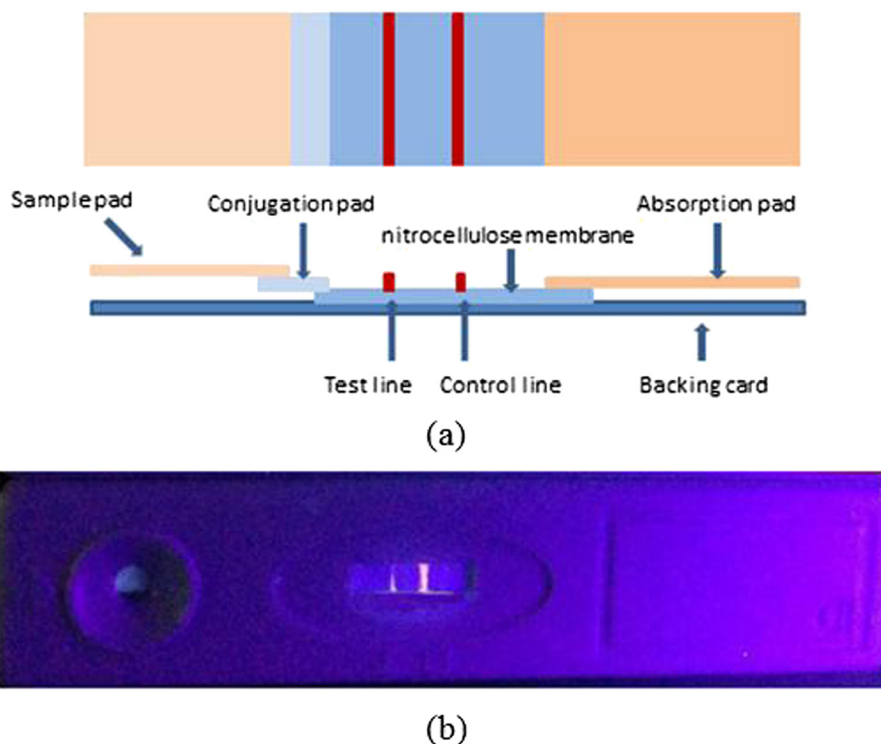 Sample pad
Conjugation pad
Absorption pad
nitrocellulose membrane
Test line
Control line
Backing card
(a)
(b)